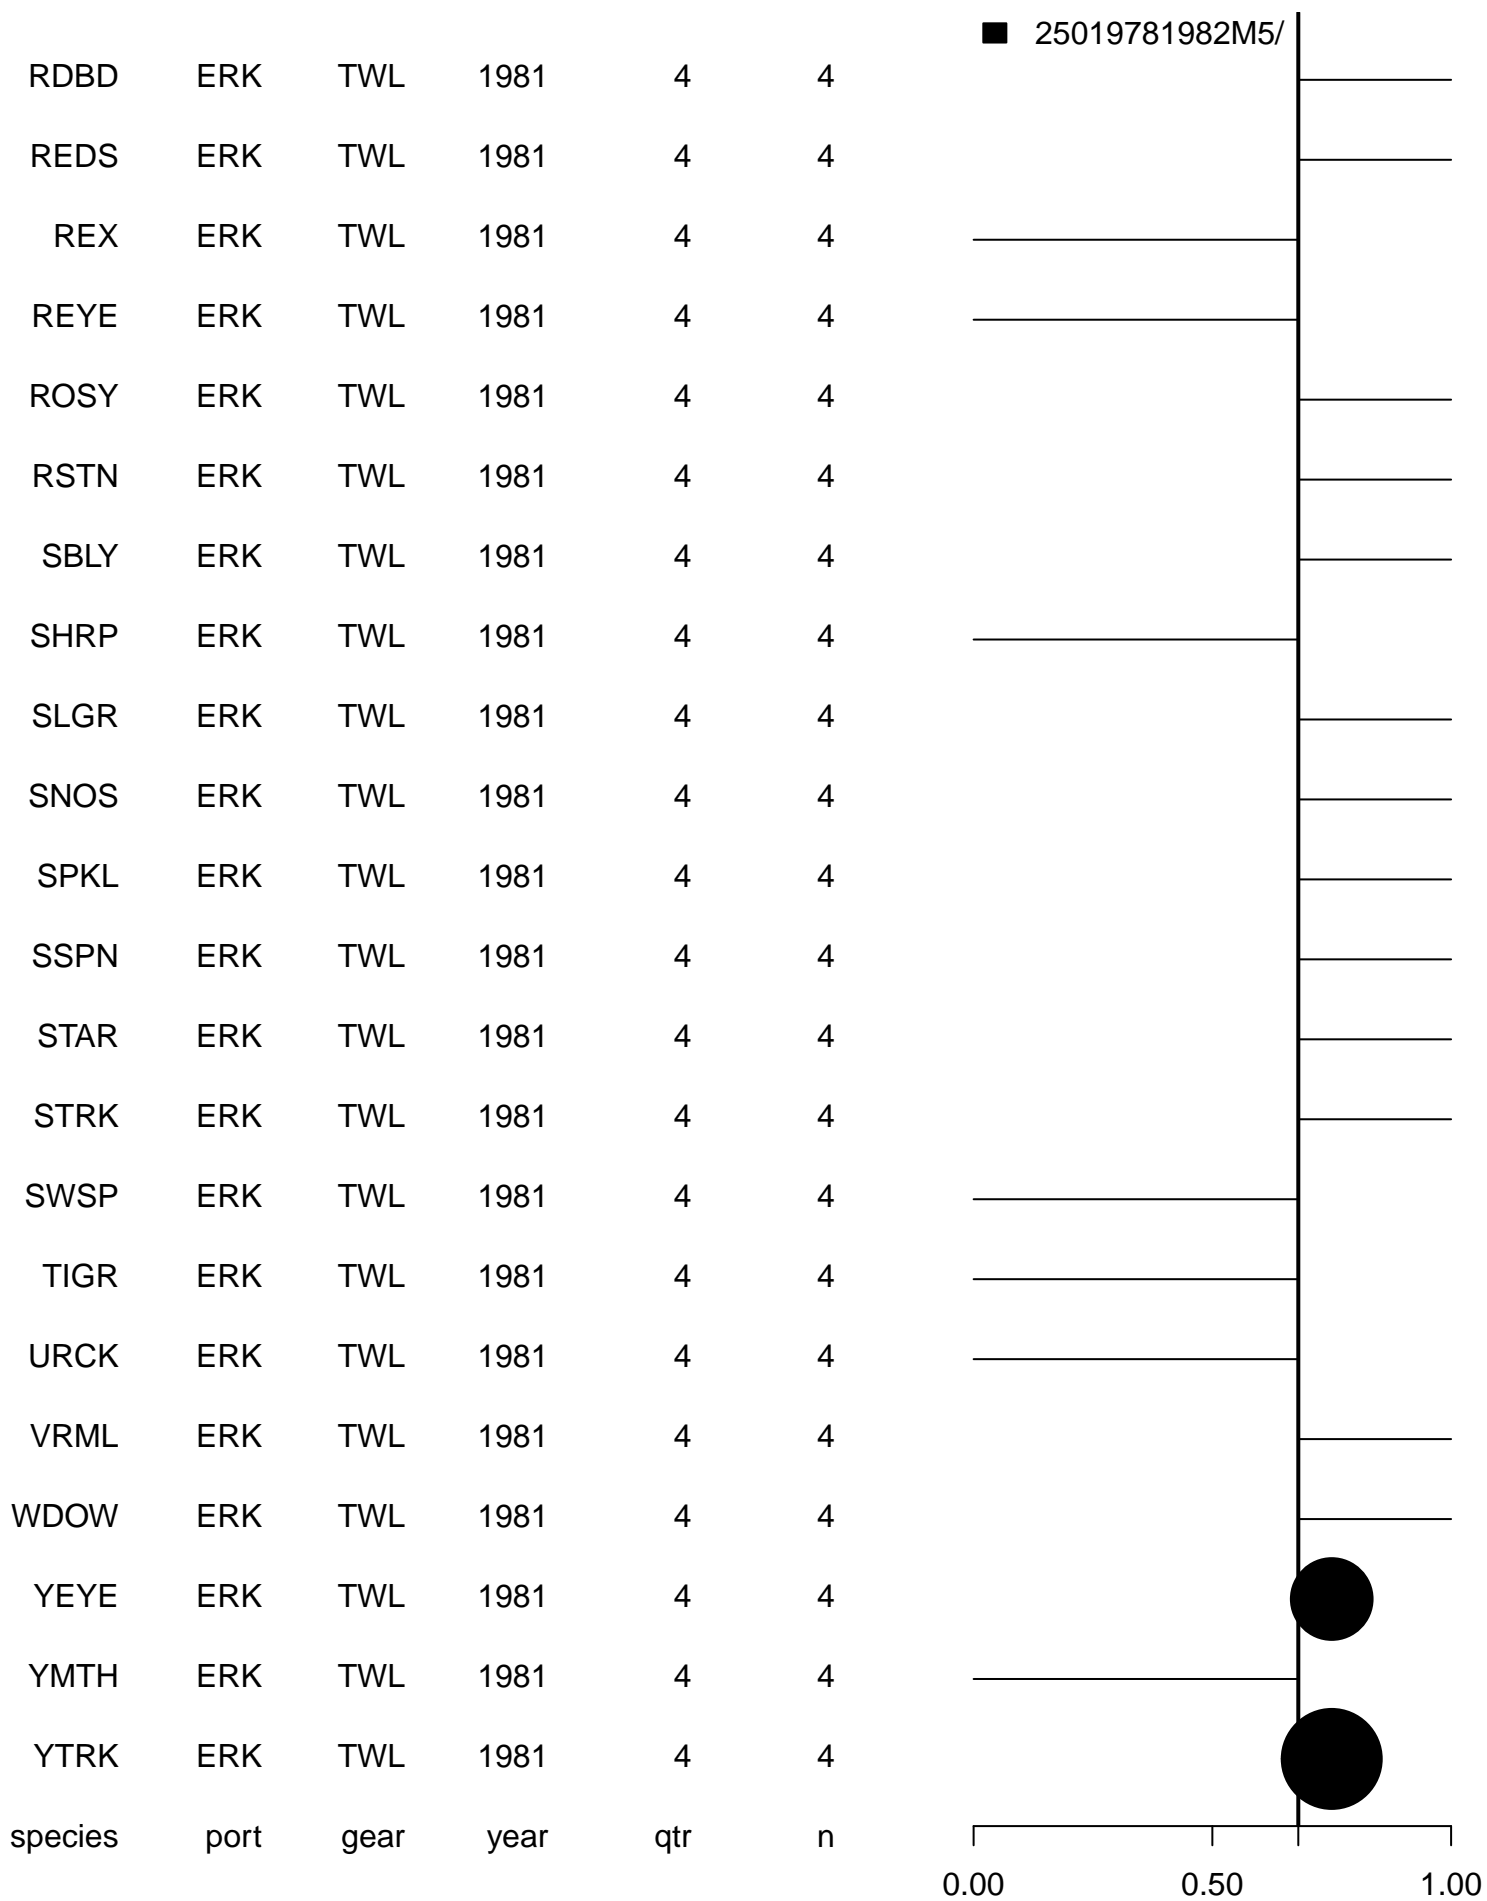 25019781982M5/
RDBD ERK TWL 1981 4 4
REDS ERK TWL 1981 4 4
REX ERK TWL 1981 4 4
REYE ERK TWL 1981 4 4
ROSY ERK TWL 1981 4 4
RSTN ERK TWL 1981 4 4
SBLY ERK TWL 1981 4 4
SHRP ERK TWL 1981 4 4
SLGR ERK TWL 1981 4 4
SNOS ERK TWL 1981 4 4
SPKL ERK TWL 1981 4 4
SSPN ERK TWL 1981 4 4
STAR ERK TWL 1981 4 4
STRK ERK TWL 1981 4 4
SWSP ERK TWL 1981 4 4
TIGR ERK TWL 1981 4 4
URCK ERK TWL 1981 4 4
VRML ERK TWL 1981 4 4
WDOW ERK TWL 1981 4 4
YEYE ERK TWL 1981 4 4
YMTH ERK TWL 1981 4 4
YTRK ERK TWL 1981 4 4
species port gear year qtr n
0.00 0.50 1.00